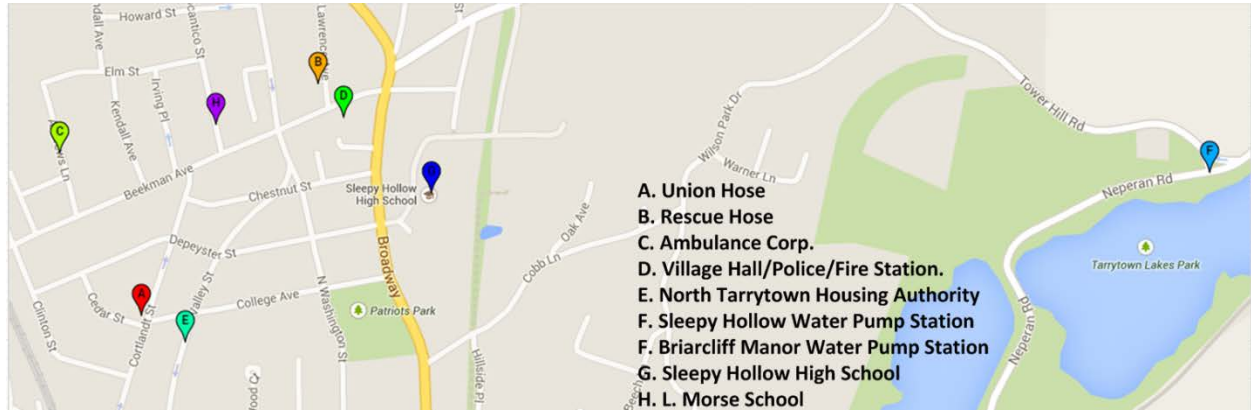 Howard St
Kendall Ave
Pocantico St
Lawrence Ave
St
Elm St
Irving Pl
Kendall Ave
B
H
D
C
Beekman Ave
Chestnut St
Sleepy Hollow
High School
Depeyster St
Broadway
Oak Ave
Cobb Ln
Wilson Park Dr
Warner Ln
Tower Hill Rd
F
Neperan Rd
Tarrytown Lakes Park
Neperan Rd
A
E
Cedar St
Clinton St
Cortlandt St
Valley St
College Ave
N Washington St
Patriots Park
Hillside Pl
A. Union Hose
B. Rescue Hose
C. Ambulance Corp.
D. Village Hall/Police/Fire Station.
E. North Tarrytown Housing Authority
F. Sleepy Hollow Water Pump Station
F. Briarcliff Manor Water Pump Station
G. Sleepy Hollow High School
H. L. Morse School